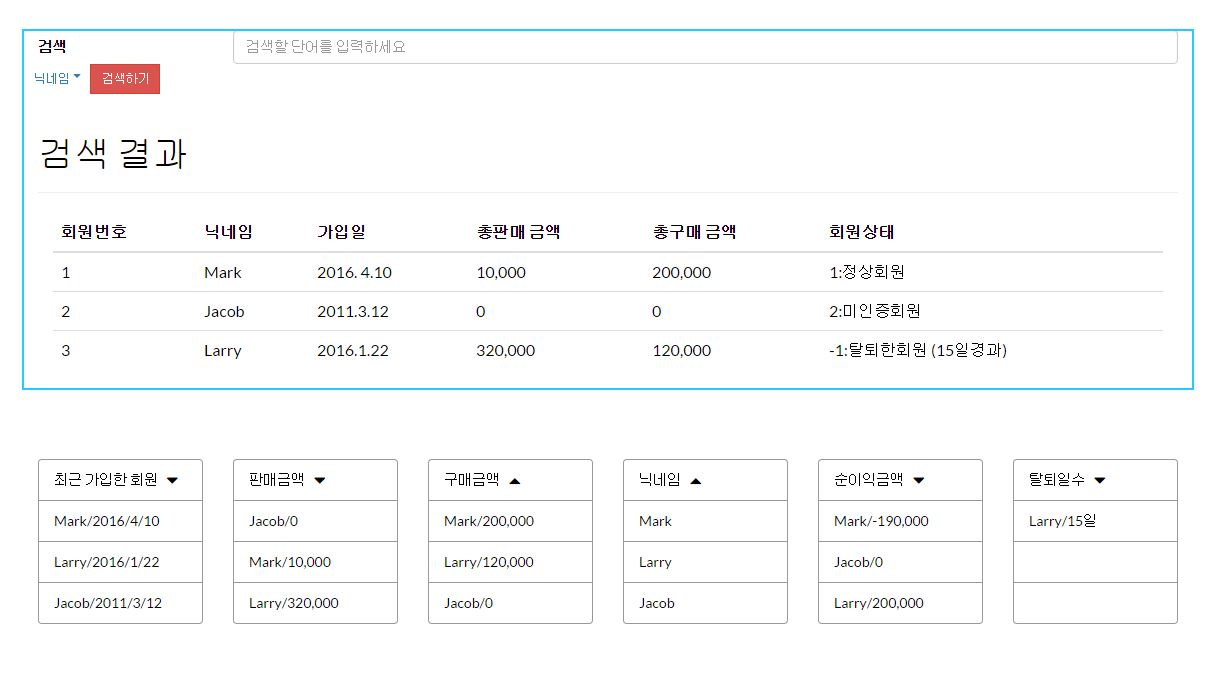 검색 검색할 단어를 입력하세요
닉네임 검색하기
검색 결과
회원번호 닉네임 가입일 총판매 금액 총구매 금액 회원상태
1 Mark 2016. 4.10 10,000 200,000 1:정상회원
2 Jacob 2011.3.12 0 0 2:미인증회원
3 Larry 2016.1.22 320,000 120,000 -1:탈퇴한회원 (15일경과)
최근 가입한 회원 ▼ 판매금액 ▼ 구매금액 ▲ 닉네임 ▲ 순이익금액 ▼ 탈퇴일수 ▼
Mark/2016/4/10 Jacob/0 Mark/200,000 Mark Mark/-190,000 Larry/15일
Larry/2016/1/22 Mark/10,000 Larry/120,000 Larry Jacob/0
Jacob/2011/3/12 Larry/320,000 Jacob/0 Jacob Larry/200,000